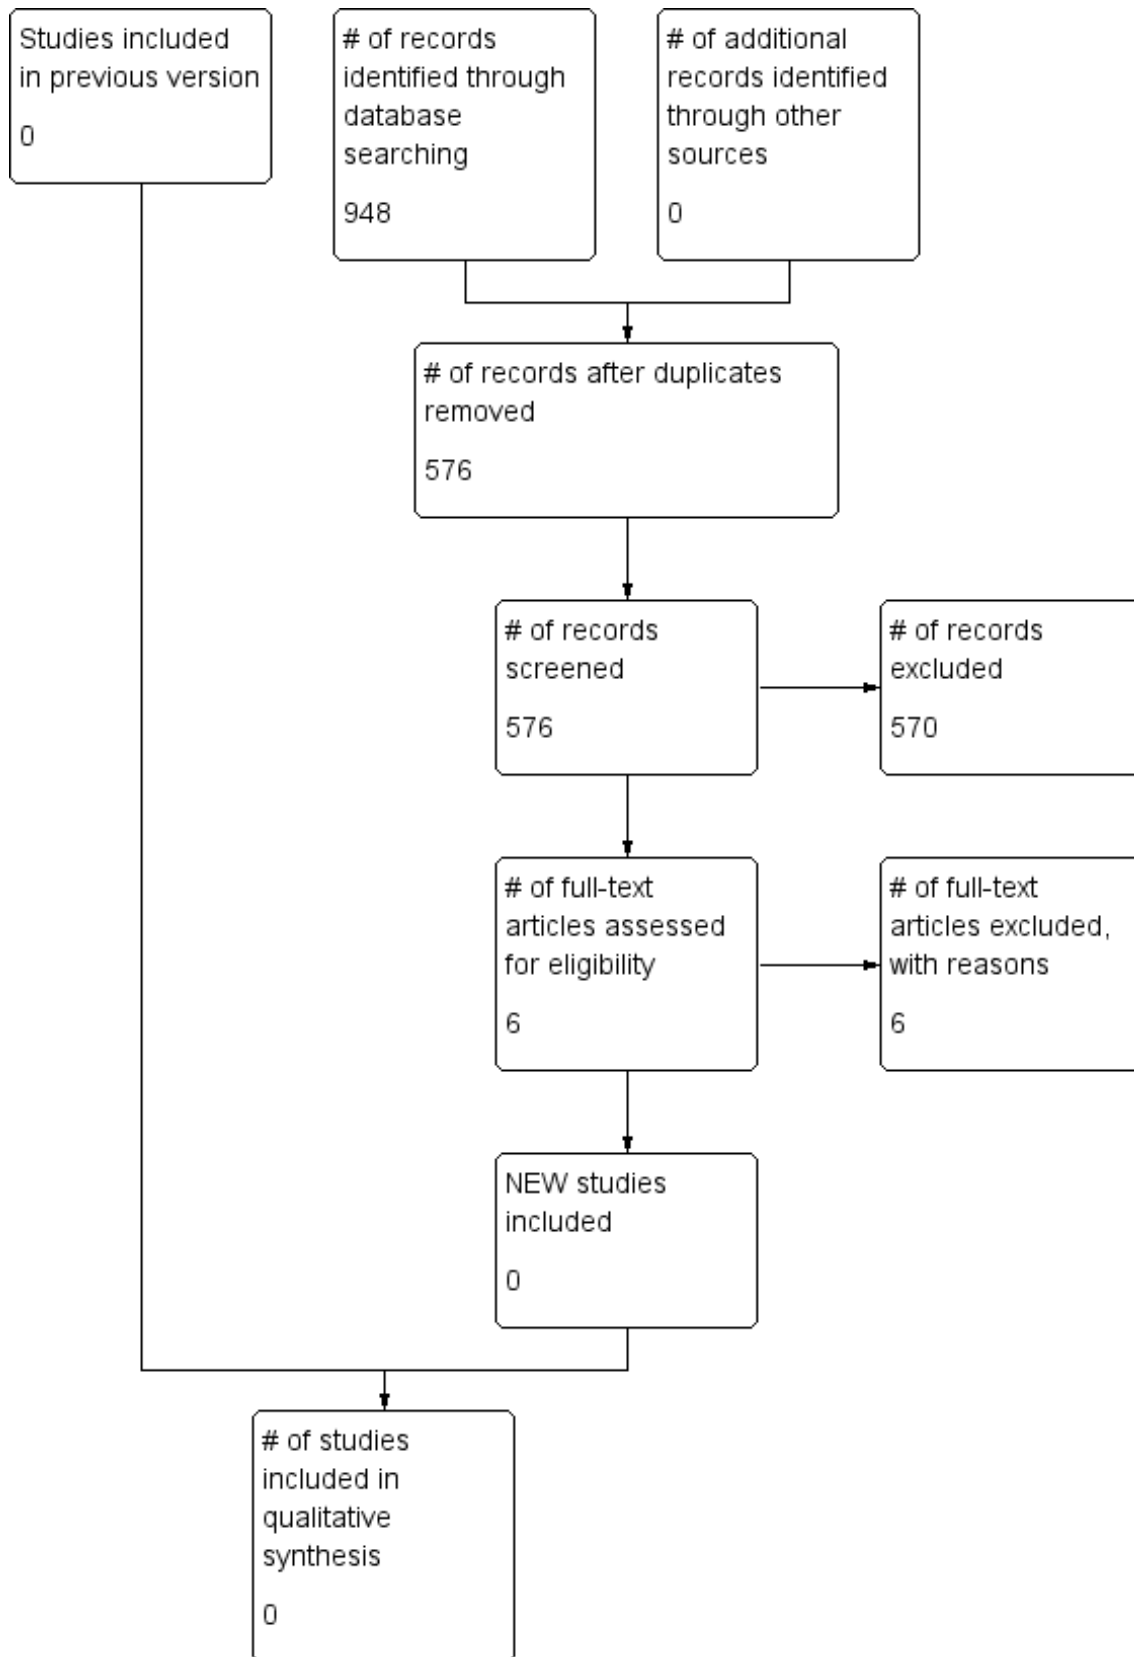 Studies included
in previous version
0
# of records
identified through
database
searching
948
# of additional
records identified
through other
sources
0
# of records after duplicates
removed
576
# of records
screened
576
# of records
excluded
570
# of full-text
articles assessed
for eligibility
6
# of full-text
articles excluded,
with reasons
6
NEW studies
included
0
# of studies
included in
qualitative
synthesis
0